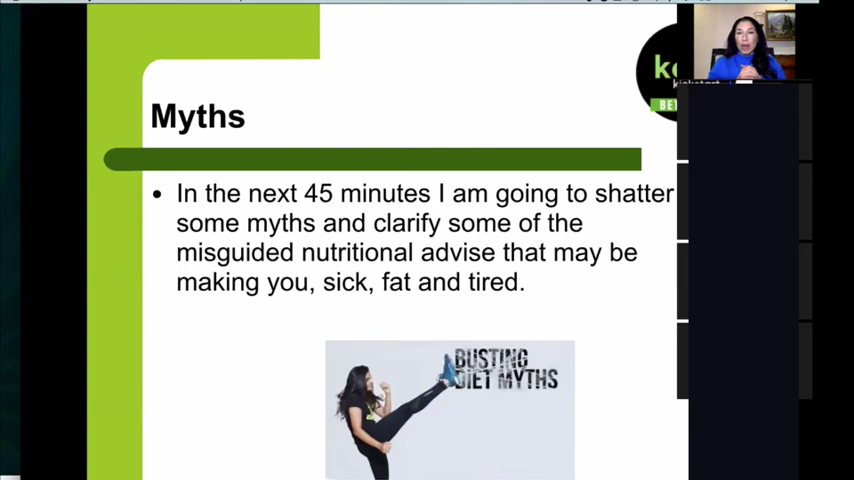 Myths
• In the next 45 minutes I am going to shatter
some myths and clarify some of the
misguided nutritional advise that may be
making you, sick, fat and tired.
BUSTING
DIET MYTHS